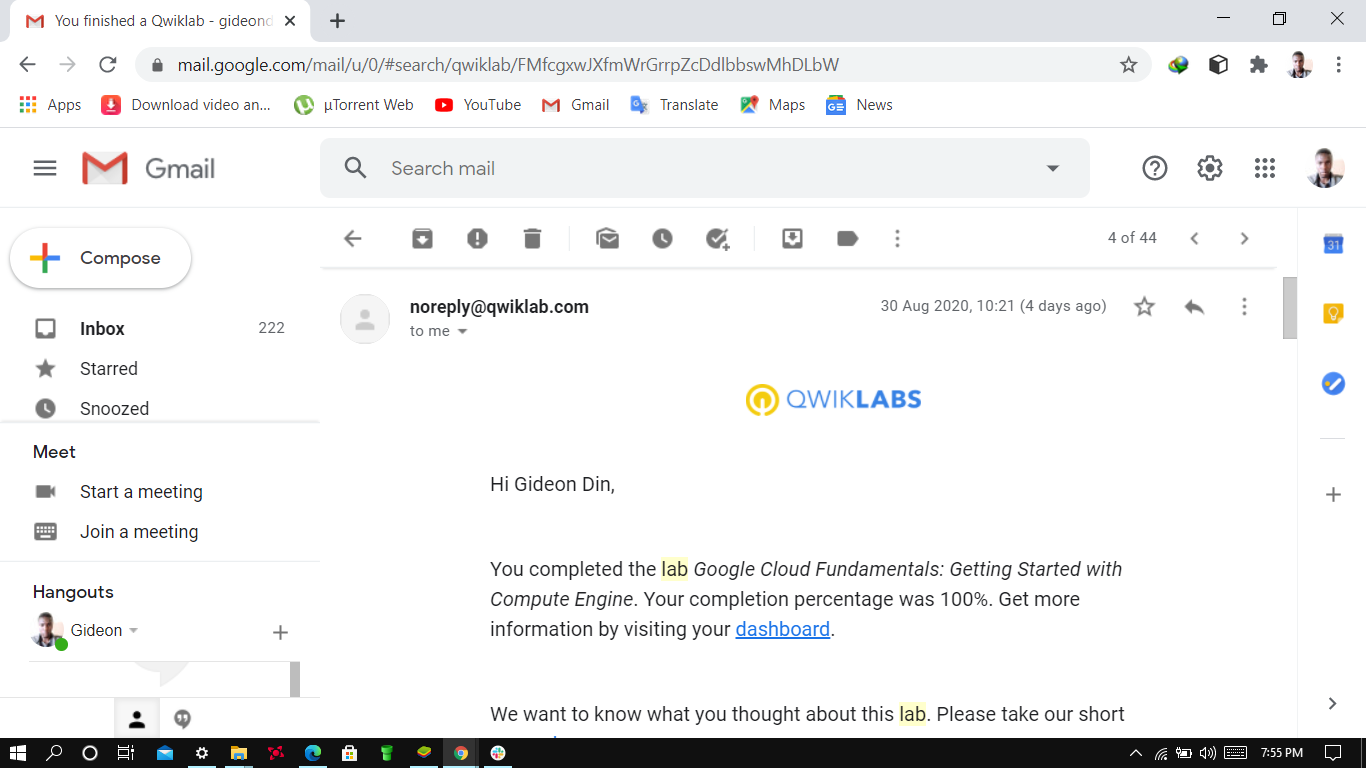 You finished a Qwiklab - gideond
mail.google.com/mail/u/0/#search/qwiklab/FMfcgxwJXfmWrGrrpZcDdlbbswMhDLbW
Apps Download video an... µTorrent Web YouTube Gmail Translate Maps News
Gmail
Search mail
Compose
4 of 44
31
Inbox 222
Starred
Snoozed
Meet
Start a meeting
Join a meeting
Hangouts
Gideon
noreply@qwiklab.com
30 Aug 2020, 10:21 (4 days ago)
to me
QWIKLABS
Hi Gideon Din,
You completed the lab Google Cloud Fundamentals: Getting Started with
Compute Engine. Your completion percentage was 100%. Get more
information by visiting your dashboard.
We want to know what you thought about this lab. Please take our short
7:55 PM